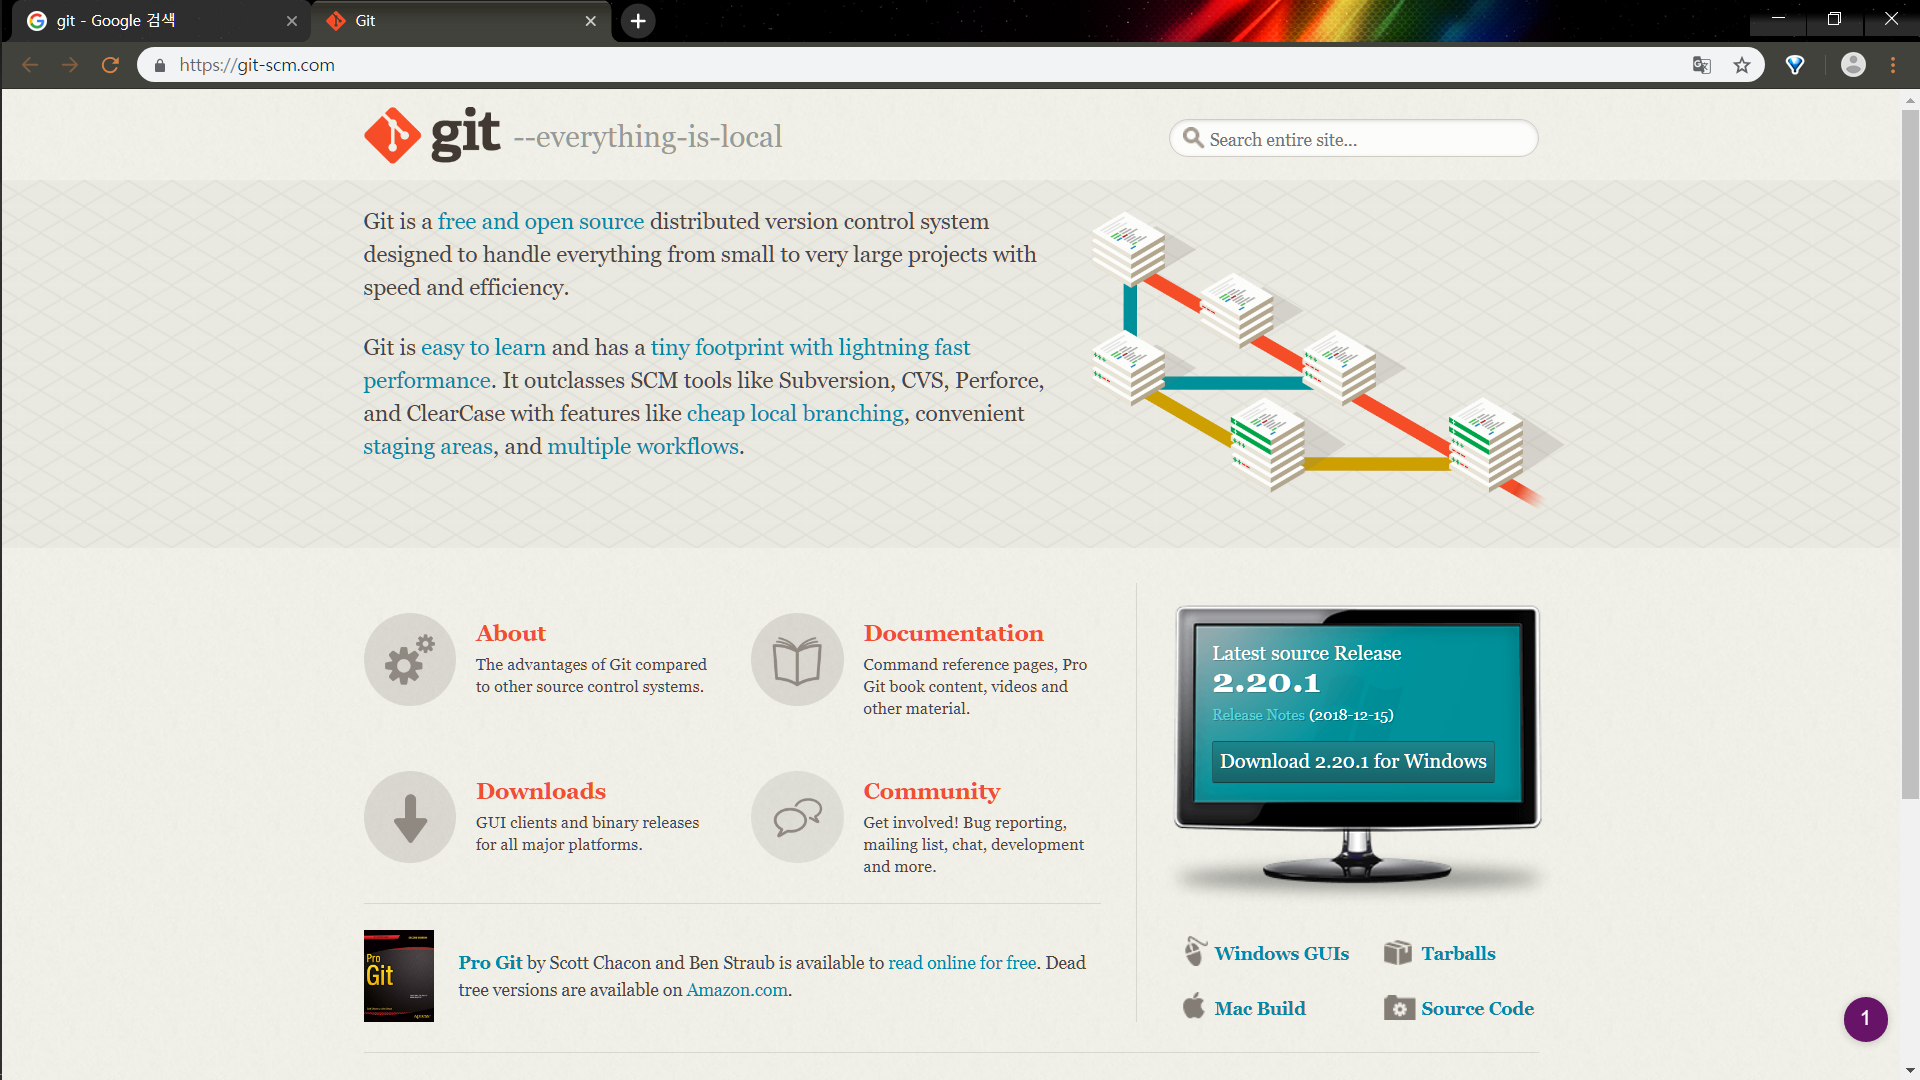 git - Google 검색
Git
https://git-scm.com
git --everything-is-local
Search entire site...
Git is a free and open source distributed version control system
designed to handle everything from small to very large projects with
speed and efficiency.
Git is easy to learn and has a tiny footprint with lightning fast
performance. It outclasses SCM tools like Subversion, CVS, Perforce,
and ClearCase with features like cheap local branching, convenient
staging areas, and multiple workflows.
About
The advantages of Git compared
to other source control systems.
Documentation
Command reference pages, Pro
Git book content, videos and
other material.
Downloads
GUI clients and binary releases
for all major platforms.
Community
Get involved! Bug reporting,
mailing list, chat, development
and more.
Latest source Release
2.20.1
Release Notes (2018-12-15)
Download 2.20.1 for Windows
Pro
Git
Pro Git by Scott Chacon and Ben Straub is available to read online for free. Dead
tree versions are available on Amazon.com.
Windows GUIs
Tarballs
Mac Build
Source Code
1